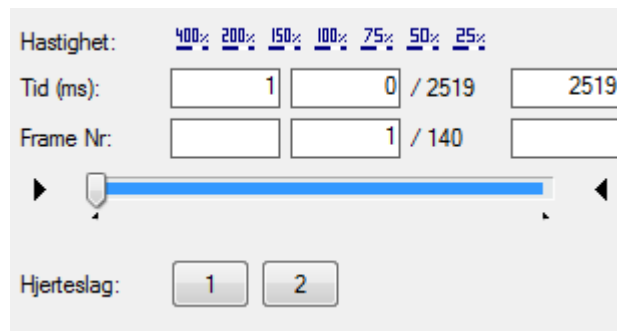 Hastighet: 400% 200% 150% 100% 75% 50% 25%
Tid (ms): 1 0 / 2519 2519
Frame Nr: 1 / 140
Hjerteslag: 1 2